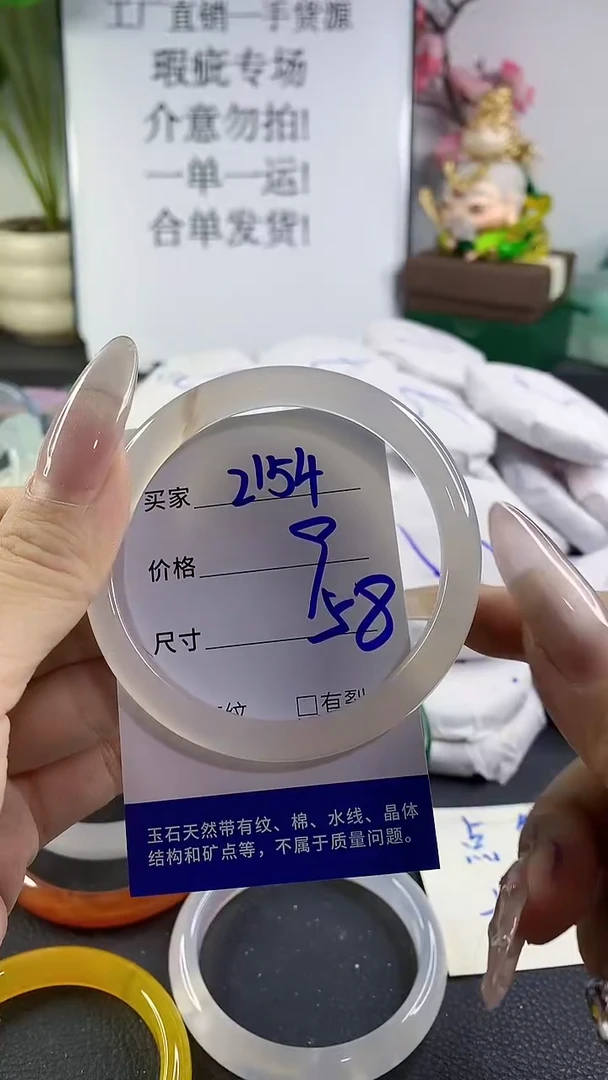 工厂直销一手货源
瑕疵专场
介意勿拍!
一单一运!
合单发货!
买家 2154
价格 9
尺寸 58
纹 □有裂
玉石天然带有纹、棉、水线、晶体
结构和矿点等，不属于质量问题。
点